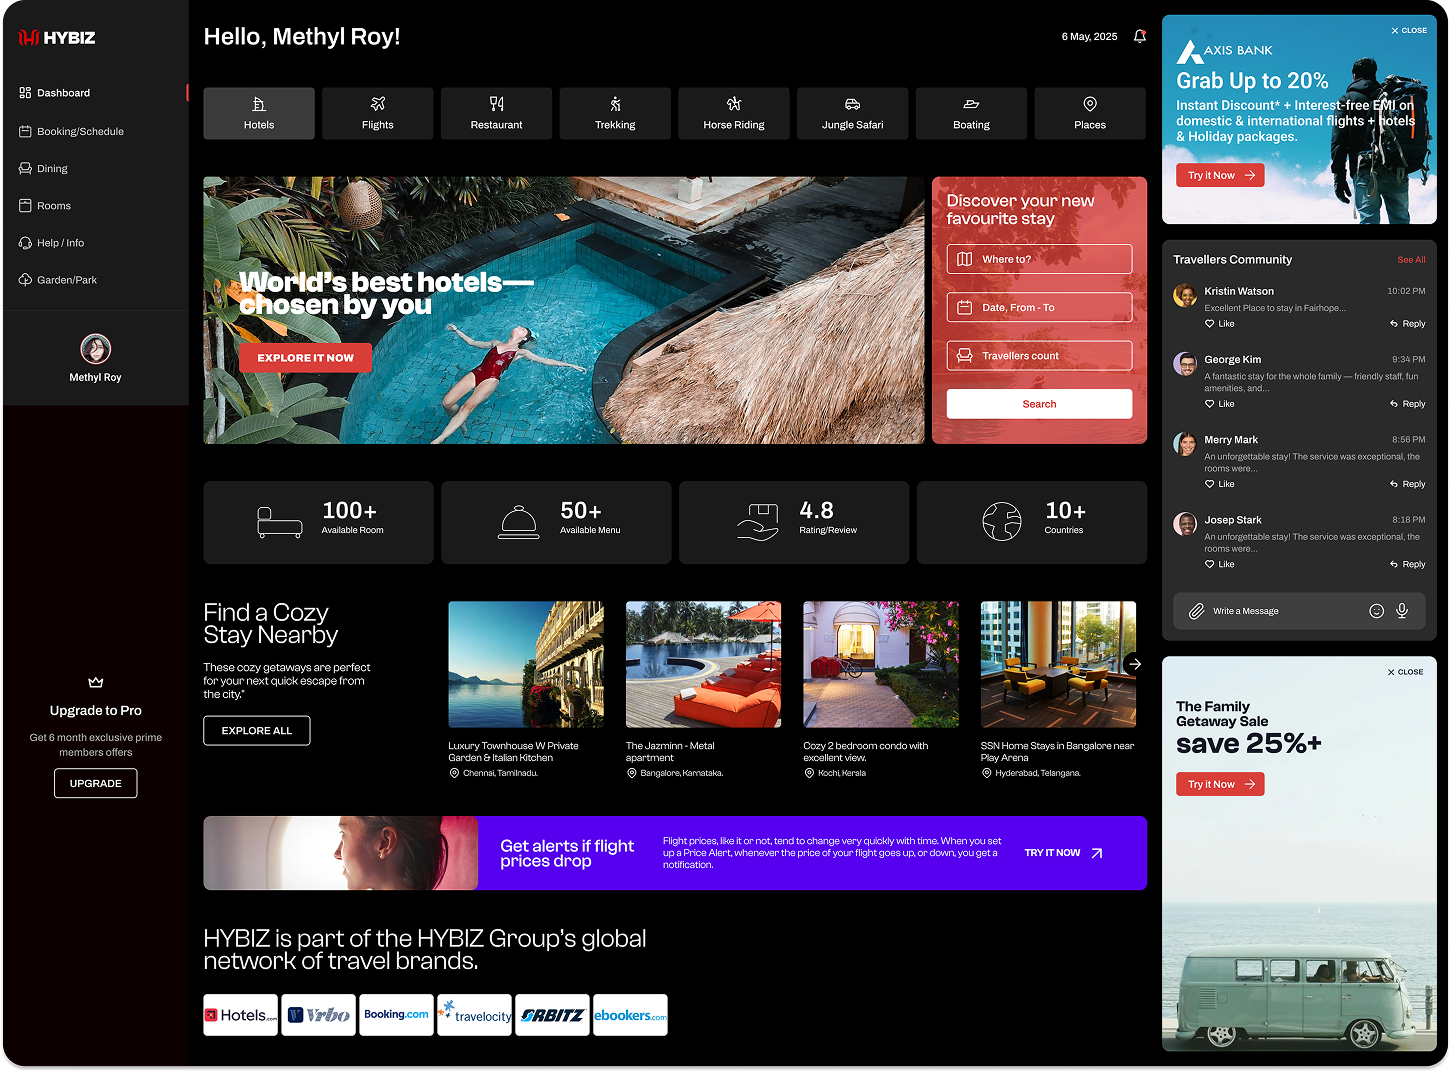 HYBIZ
Dashboard
Booking/Schedule
Dining
Rooms
Help / Info
Garden/Park
Methyl Roy
Upgrade to Pro
Get 6 month exclusive prime
members offers
UPGRADE
Hello, Methyl Roy!
6 May, 2025
Hotels
Flights
Restaurant
Trekking
Horse Riding
Jungle Safari
Boating
Places
World's best hotels—
chosen by you
EXPLORE IT NOW
Discover your new
favourite stay
Where to?
Date, From - To
Travellers count
Search
100+
Available Room
50+
Available Menu
4.8
Rating/Review
10+
Countries
Find a Cozy
Stay Nearby
These cozy getaways are perfect
for your next quick escape from
the city."
EXPLORE ALL
Luxury Townhouse W Private
Garden & Italian Kitchen
Chennai, Tamilnadu.
The Jazminn - Metal
apartment
Bangalore, Karnataka.
Cozy 2 bedroom condo with
excellent view.
Kochi, Kerala
SSN Home Stays in Bangalore near
Play Arena
Hyderabad, Telangana.
Get alerts if flight
prices drop
Flight prices, like it or not, tend to change very quickly with time. When you set
up a Price Alert, whenever the price of your flight goes up, or down, you get a
notification.
TRY IT NOW
HYBIZ is part of the HYBIZ Group's global
network of travel brands.
Hotels.com
Vrbo
Booking.com
travelocity
ORBITZ
ebookers.com
CLOSE
AXIS BANK
Grab Up to 20%
Instant Discount* + Interest-free EMI on
domestic & international flights + hotels
& Holiday packages.
Try it Now
Travellers Community
See All
Kristin Watson
10:02 PM
Excellent Place to stay in Fairhope...
Like
Reply
George Kim
9:34 PM
A fantastic stay for the whole family — friendly staff, fun
amenities, and...
Like
Reply
Merry Mark
8:56 PM
An unforgettable stay! The service was exceptional, the
rooms were...
Like
Reply
Josep Stark
8:18 PM
An unforgettable stay! The service was exceptional, the
rooms were...
Like
Reply
Write a Message
CLOSE
The Family
Getaway Sale
save 25%+
Try it Now